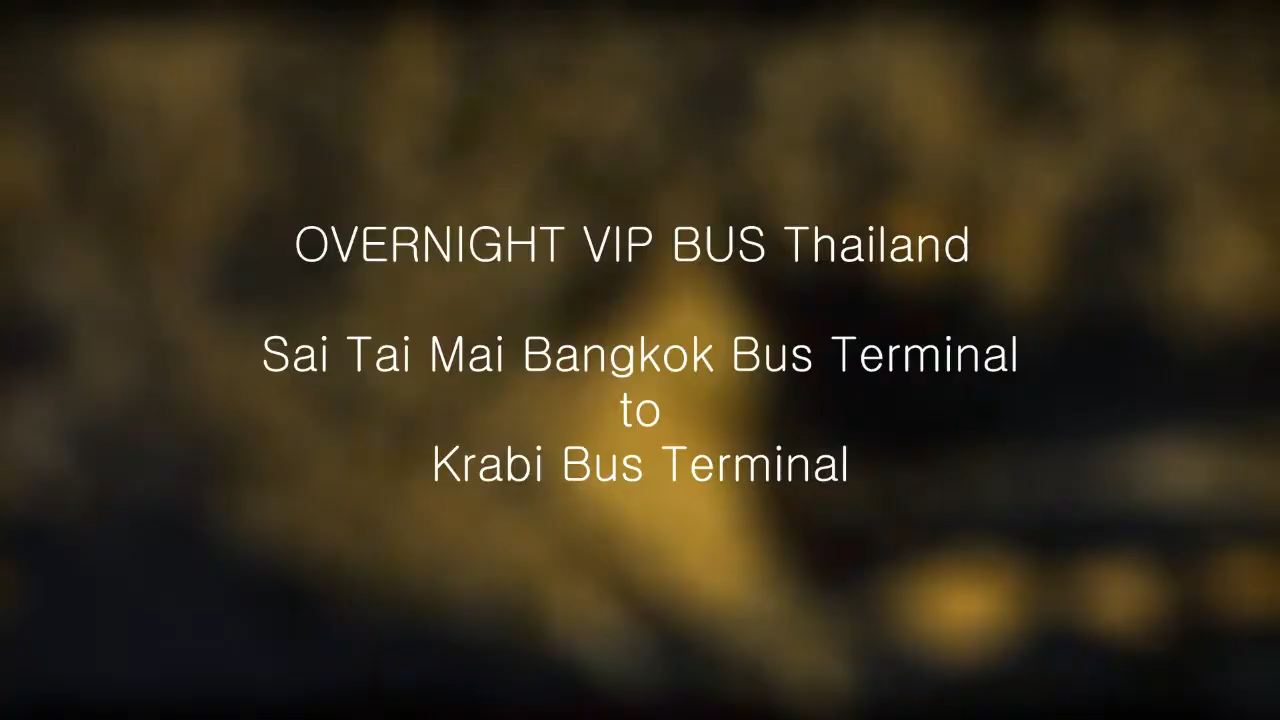 OVERNIGHT VIP BUS Thailand
Sai Tai Mai Bangkok Bus Terminal
to
Krabi Bus Terminal